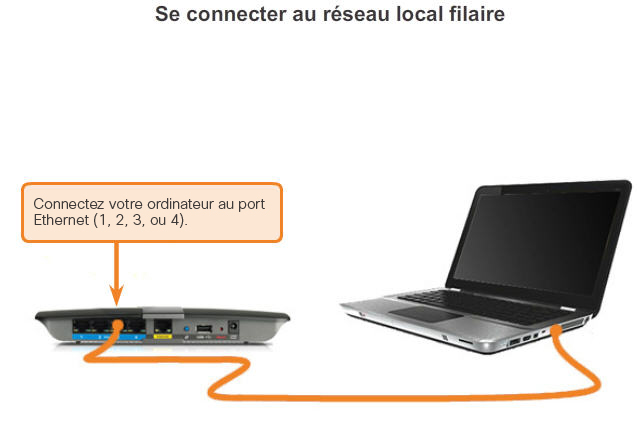 Se connecter au réseau local filaire
Connectez votre ordinateur au port
Ethernet (1, 2, 3, ou 4).